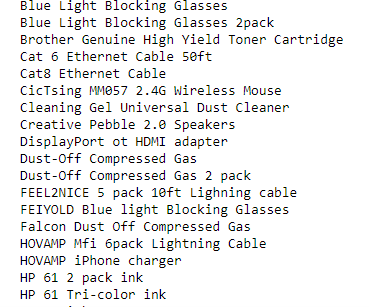 Blue Light Blocking Glasses
Blue Light Blocking Glasses 2pack
Brother Genuine High Yield Toner Cartridge
Cat 6 Ethernet Cable 50ft
Cat8 Ethernet Cable
CicTsing MM057 2.4G Wireless Mouse
Cleaning Gel Universal Dust Cleaner
Creative Pebble 2.0 Speakers
DisplayPort ot HDMI adapter
Dust-Off Compressed Gas
Dust-Off Compressed Gas 2 pack
FEEL2NICE 5 pack 10ft Lighning cable
FEIYOLD Blue light Blocking Glasses
Falcon Dust Off Compressed Gas
HOVAMP Mfi 6pack Lightning Cable
HOVAMP iPhone charger
HP 61 2 pack ink
HP 61 Tri-color ink